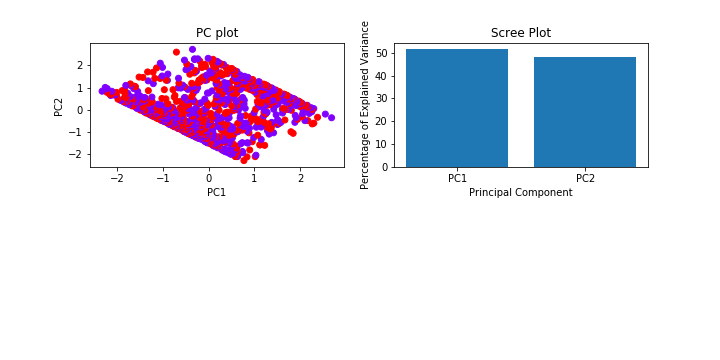 PC plot
2
1
0
−1
−2
PC2
−2
−1
0
1
2
PC1
Scree Plot
50
40
30
20
10
0
Percentage of Explained Variance
PC1
PC2
Principal Component